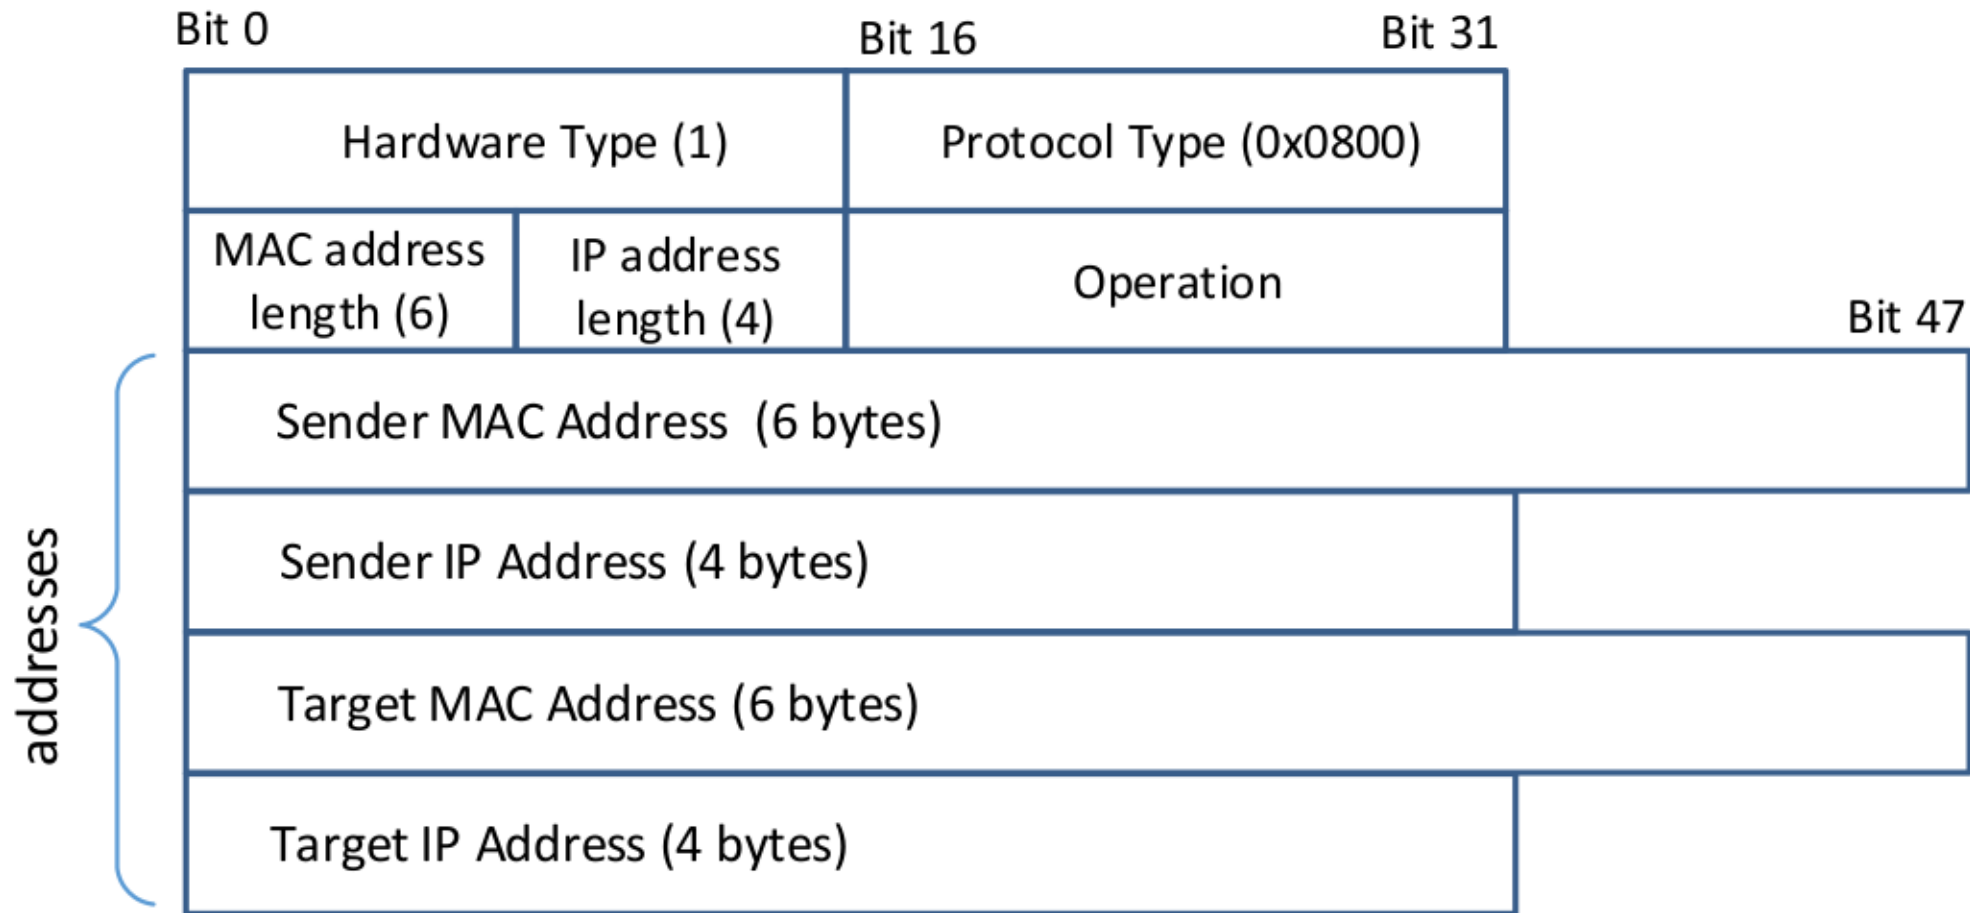 Bit 0
Bit 16
Bit 31
Hardware Type (1)
Protocol Type (0x0800)
MAC address
length (6)
IP address
length (4)
Operation
Bit 47
addresses
Sender MAC Address (6 bytes)
Sender IP Address (4 bytes)
Target MAC Address (6 bytes)
Target IP Address (4 bytes)